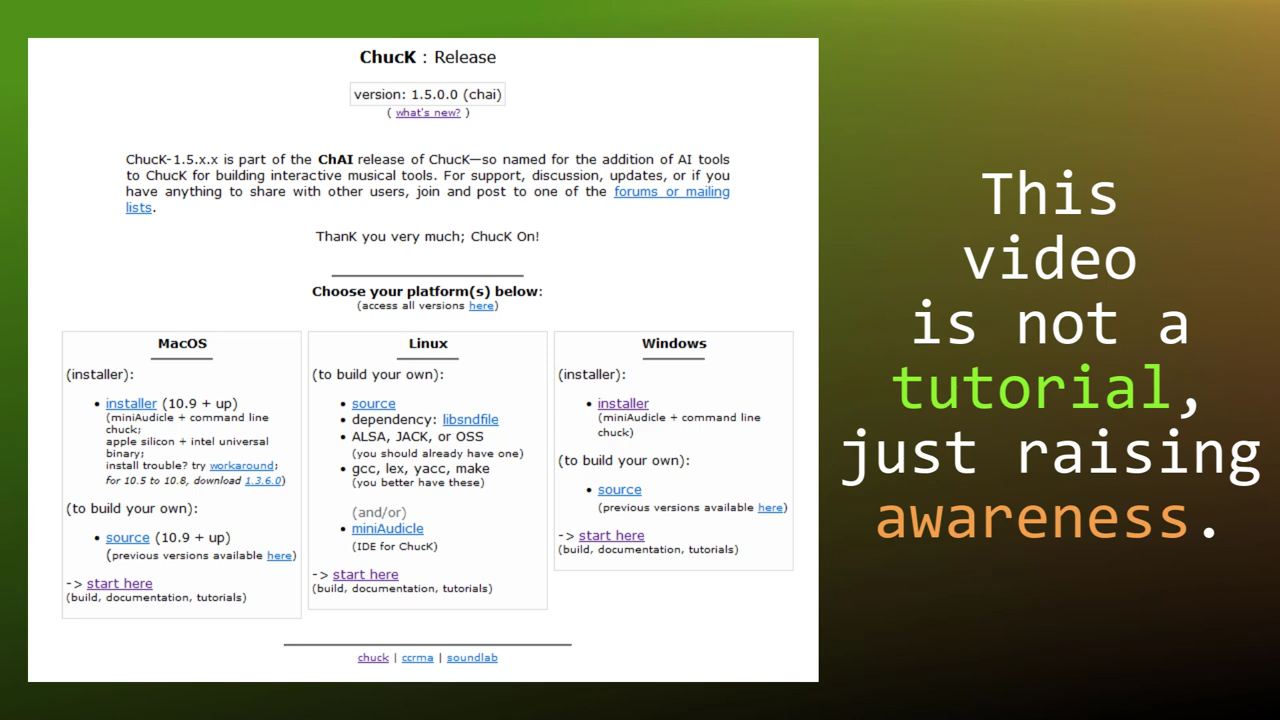 ChucK : Release
version: 1.5.0.0 (chai)
( what's new? )
ChucK-1.5.x.x is part of the ChAI release of ChucK—so named for the addition of AI tools
to ChucK for building interactive musical tools. For support, discussion, updates, or if you
have anything to share with other users, join and post to one of the forums or mailing
lists.
ThanK you very much; ChucK On!
Choose your platform(s) below:
(access all versions here)
MacOS
(installer):
• installer (10.9 + up)
(miniAudicle + command line
chuck;
apple silicon + intel universal
binary;
install trouble? try workaround;
for 10.5 to 10.8, download 1.3.6.0)
(to build your own):
• source (10.9 + up)
(previous versions available here)
-> start here
(build, documentation, tutorials)
Linux
(to build your own):
• source
• dependency: libsndfile
• ALSA, JACK, or OSS
(you should already have one)
• gcc, lex, yacc, make
(you better have these)
(and/or)
• miniAudicle
(IDE for ChucK)
-> start here
(build, documentation, tutorials)
Windows
(installer):
• installer
(miniAudicle + command line
chuck)
(to build your own):
• source
(previous versions available here)
-> start here
(build, documentation, tutorials)
chuck | ccrma | soundlab
This
video
is not a
tutorial,
just raising
awareness.